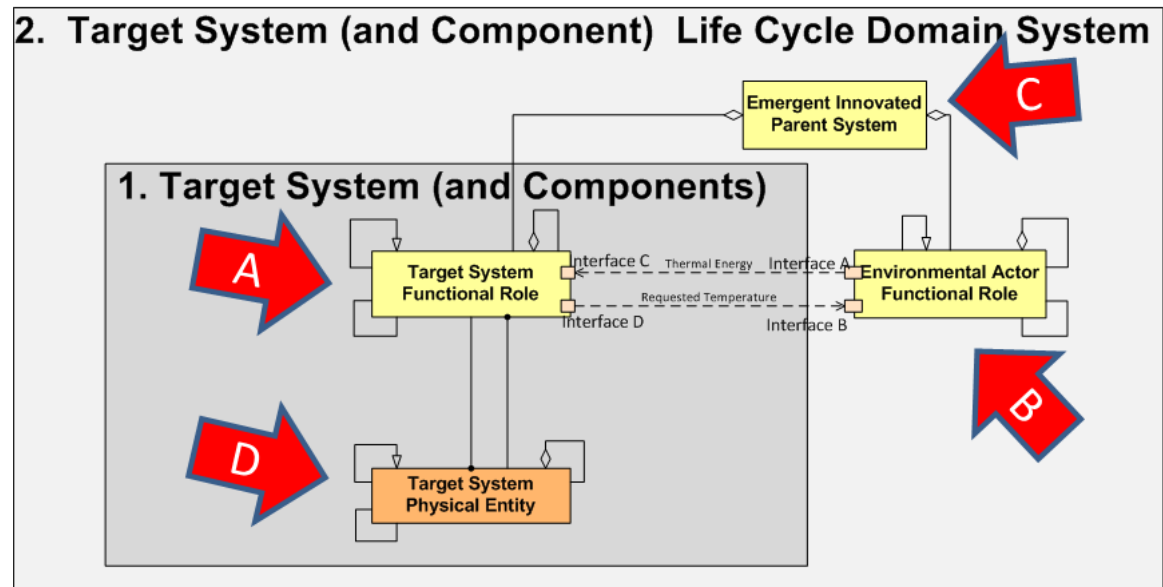 2. Target System (and Component) Life Cycle Domain System
C
Emergent Innovated
Parent System
1. Target System (and Components)
A
Target System
Functional Role
Interface C
Thermal Energy
Interface A
Environmental Actor
Functional Role
Requested Temperature
Interface D
Interface B
B
D
Target System
Physical Entity